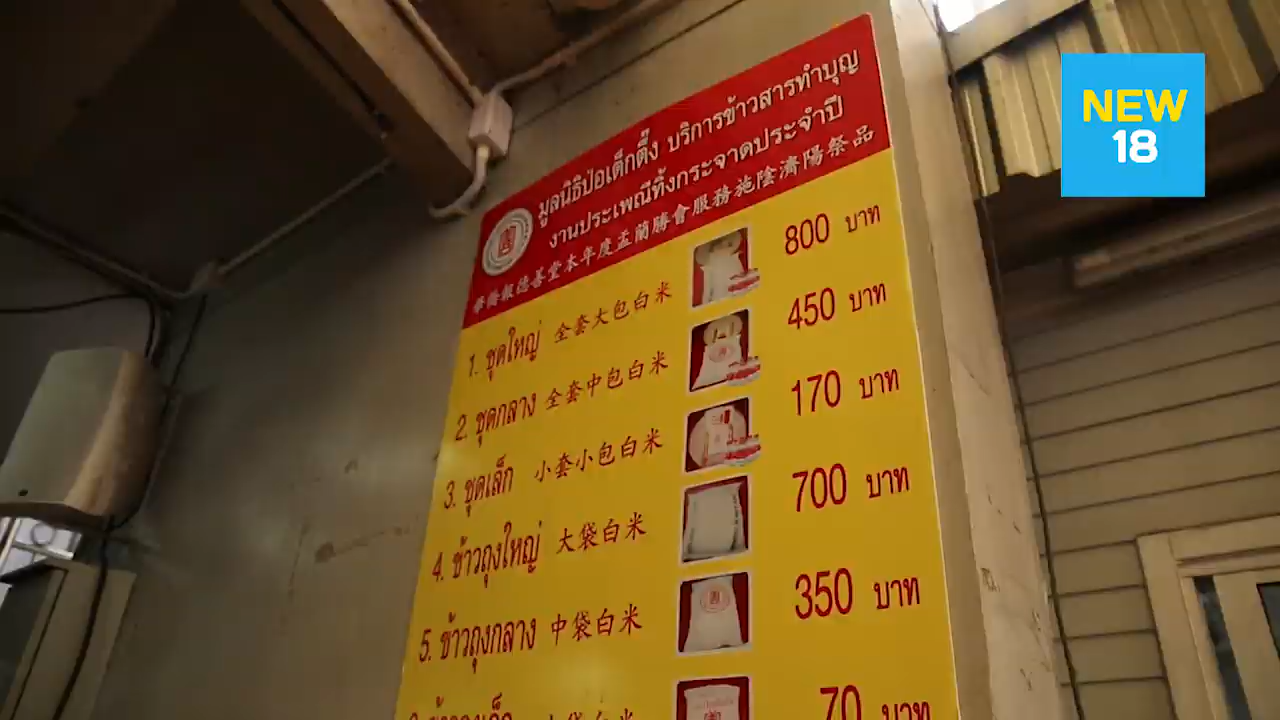 NEW
18
มูลนิธิป่อเต็กตึ๊ง บริการข้าวสารทำบุญ
งานประเพณีทิ้งกระจาดประจำปี
華僑報德善堂本年度盂蘭勝會服務施陰濟陽祭品
1. ชุดใหญ่ 全套大包白米 800 บาท
2. ชุดกลาง 全套中包白米 450 บาท
3. ชุดเล็ก 小套小包白米 170 บาท
4. ข้าวถุงใหญ่ 大袋白米 700 บาท
5. ข้าวถุงกลาง 中袋白米 350 บาท
70 บาท